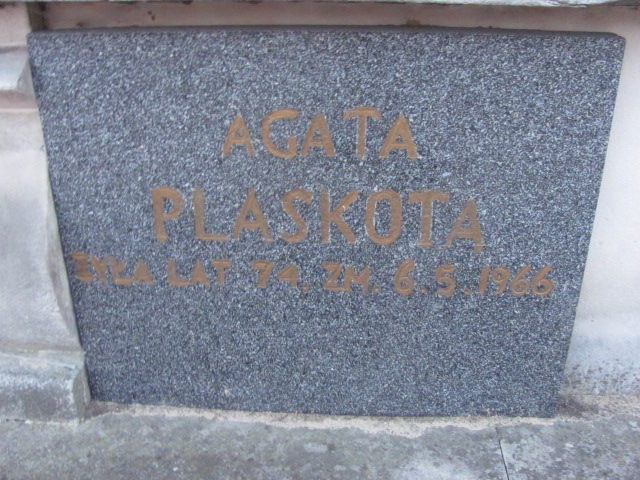 AGATA
PLASKOTA
ŻYŁA LAT 74, ZM. 6.5.1966